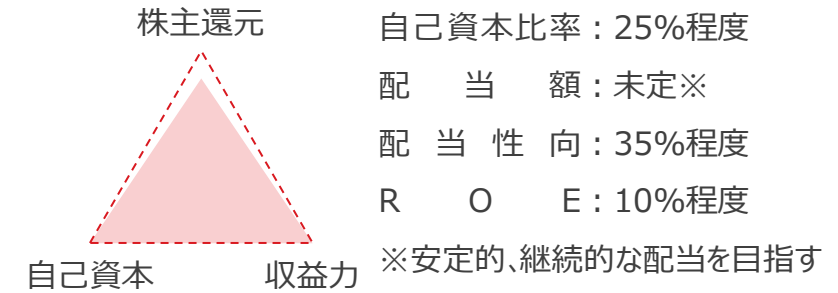 株主還元
自己資本
収益力
自己資本比率：25%程度
配当額：未定※
配当性向：35%程度
ROE：10%程度
※安定的、継続的な配当を目指す